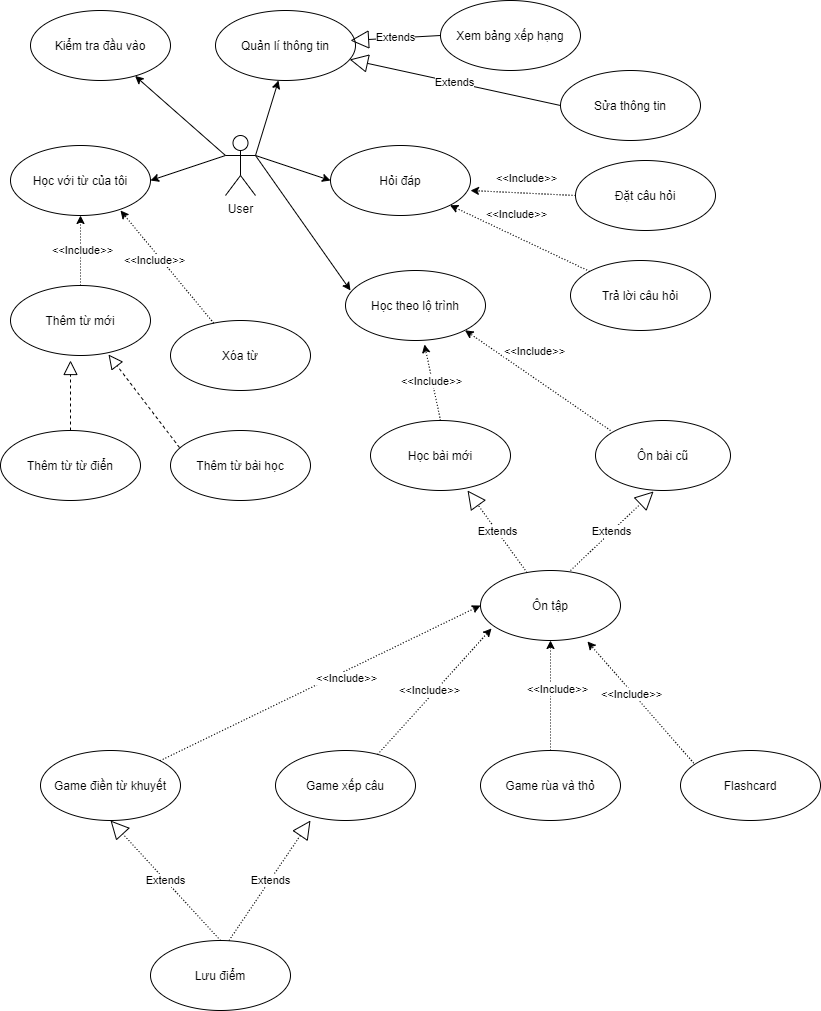 Kiểm tra đầu vào
Quản lí thông tin
Extends
Xem bảng xếp hạng
Extends
Sửa thông tin
User
Học với từ của tôi
Hỏi đáp
<<Include>>
Đặt câu hỏi
<<Include>>
<<Include>>
<<Include>>
Trả lời câu hỏi
Học theo lộ trình
Thêm từ mới
Xóa từ
<<Include>>
<<Include>>
Thêm từ từ điển
Thêm từ bài học
Học bài mới
Ôn bài cũ
Extends
Extends
Ôn tập
<<Include>>
<<Include>>
<<Include>>
<<Include>>
Game điền từ khuyết
Game xếp câu
Game rùa và thỏ
Flashcard
Extends
Extends
Lưu điểm